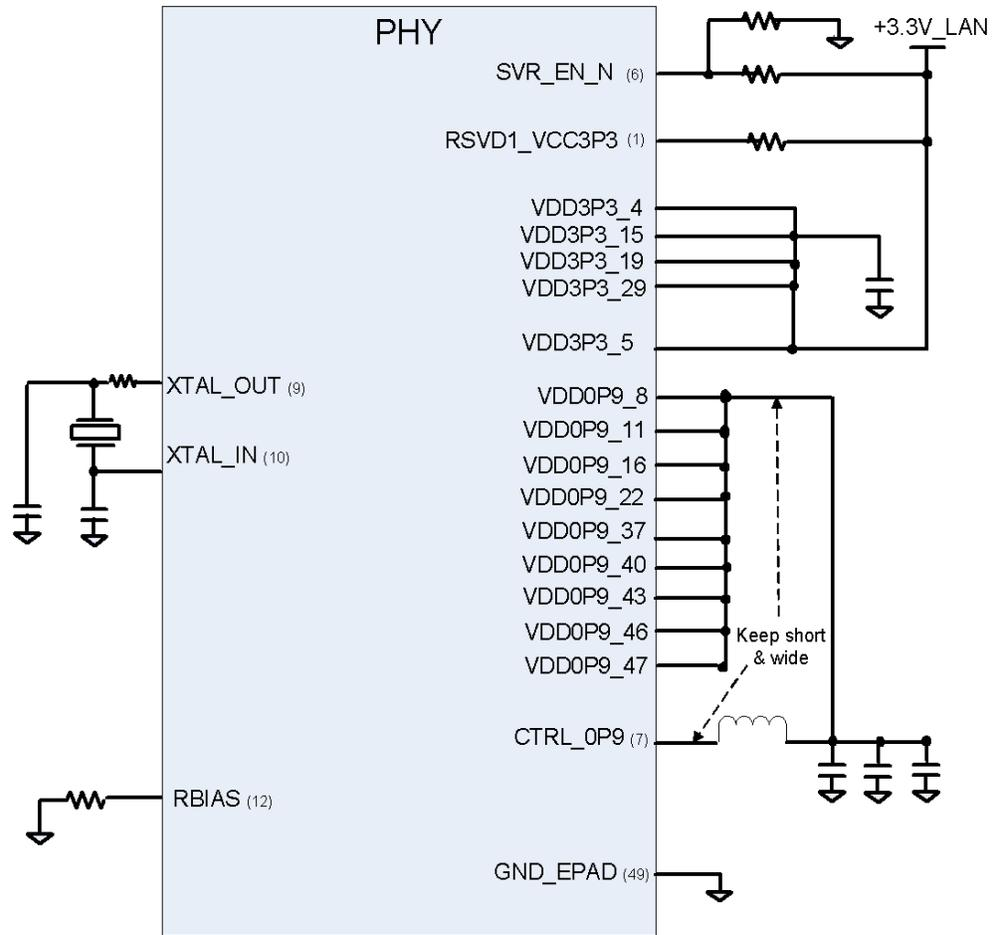 PHY
+3.3V_LAN
SVR_EN_N (6)
RSVD1_VCC3P3 (1)
VDD3P3_4
VDD3P3_15
VDD3P3_19
VDD3P3_29
VDD3P3_5
XTAL_OUT (9)
XTAL_IN (10)
VDD0P9_8
VDD0P9_11
VDD0P9_16
VDD0P9_22
VDD0P9_37
VDD0P9_40
VDD0P9_43
VDD0P9_46
VDD0P9_47
Keep short
& wide
CTRL_0P9 (7)
RBIAS (12)
GND_EPAD (49)